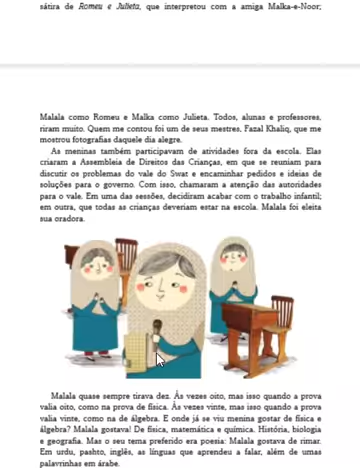 sátira de Romeu e Julieta, que interpretou com a amiga Malka-e-Noor;
Malala como Romeu e Malka como Julieta. Todos, alunas e professores,
riram muito. Quem me contou foi um de seus mestres, Fazal Khaliq, que me
mostrou fotografias daquele dia alegre.
As meninas também participavam de atividades fora da escola. Elas
criaram a Assembleia de Direitos das Crianças, em que se reuniam para
discutir os problemas do vale do Swat e encaminhar pedidos e ideias de
soluções para o governo. Com isso, chamaram a atenção das autoridades
para o vale. Em uma das sessões, decidiram acabar com o trabalho infantil;
em outra, que todas as crianças deveriam estar na escola. Malala foi eleita
sua oradora.
Malala quase sempre tirava dez. Às vezes oito, mas isso quando a prova
valia oito, como na prova de física. Às vezes vinte, mas isso quando a prova
valia vinte, como na de álgebra. E onde já se viu menina gostar de física e
álgebra? Malala gostava! De física, matemática e química. História, biologia
e geografia. Mas o seu tema preferido era poesia: Malala gostava de rimar.
Em urdu, pashto, inglês, as línguas que aprendeu a falar, além de umas
palavrinhas em árabe.